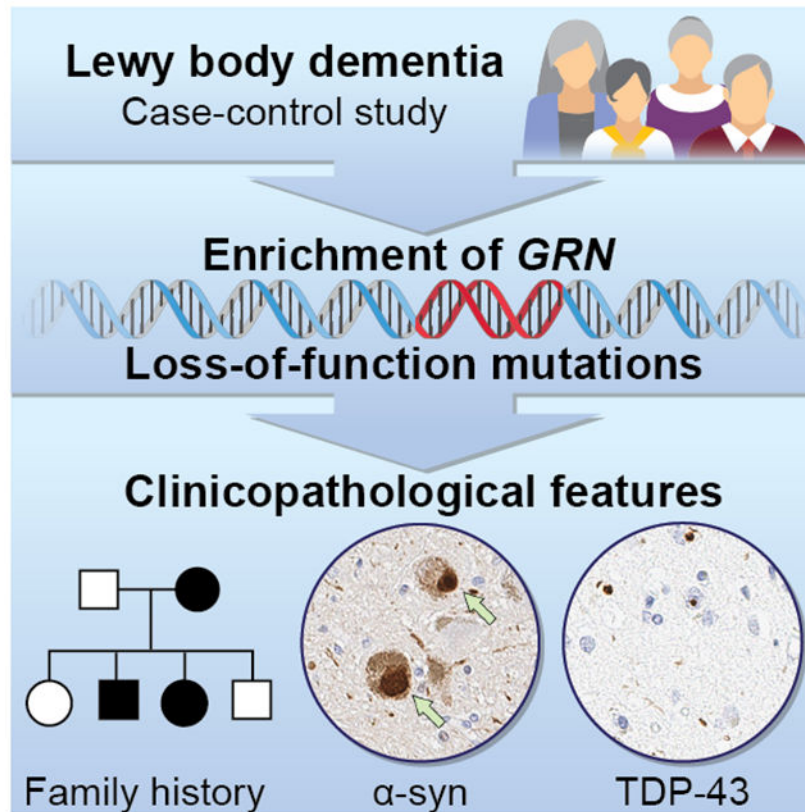 Lewy body dementia
Case-control study
Enrichment of GRN
Loss-of-function mutations
Clinicopathological features
Family history
α-syn
TDP-43